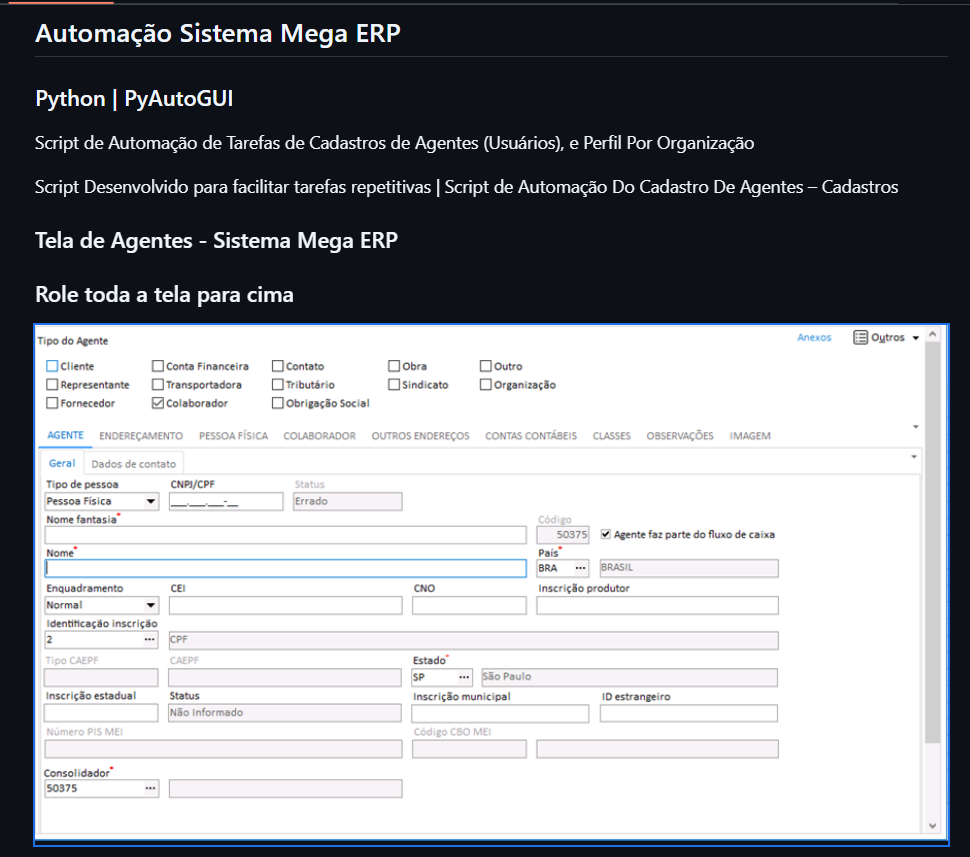 Automação Sistema Mega ERP
Python | PyAutoGUI
Script de Automação de Tarefas de Cadastros de Agentes (Usuários), e Perfil Por Organização
Script Desenvolvido para facilitar tarefas repetitivas | Script de Automação Do Cadastro De Agentes – Cadastros
Tela de Agentes - Sistema Mega ERP
Role toda a tela para cima
Tipo do Agente Anexos Outros
Cliente Conta Financeira Contato Obra Outro
Representante Transportadora Tributário Sindicato Organização
Fornecedor Colaborador Obrigação Social
AGENTE ENDEREÇAMENTO PESSOA FÍSICA COLABORADOR OUTROS ENDEREÇOS CONTAS CONTÁBEIS CLASSES OBSERVAÇÕES IMAGEM
Geral Dados de contato
Tipo de pessoa CNPJ/CPF Status
Pessoa Física ___.___.___-__ Errado
Nome fantasia* Código
50375 Agente faz parte do fluxo de caixa
Nome* País*
BRA ... BRASIL
Enquadramento CEI CNO Inscrição produtor
Normal
Identificação inscrição
2 ... CPF
Tipo CAEPF CAEPF Estado*
SP ... São Paulo
Inscrição estadual Status Inscrição municipal ID estrangeiro
Não Informado
Número PIS MEI Código CBO MEI
Consolidador*
50375 ...